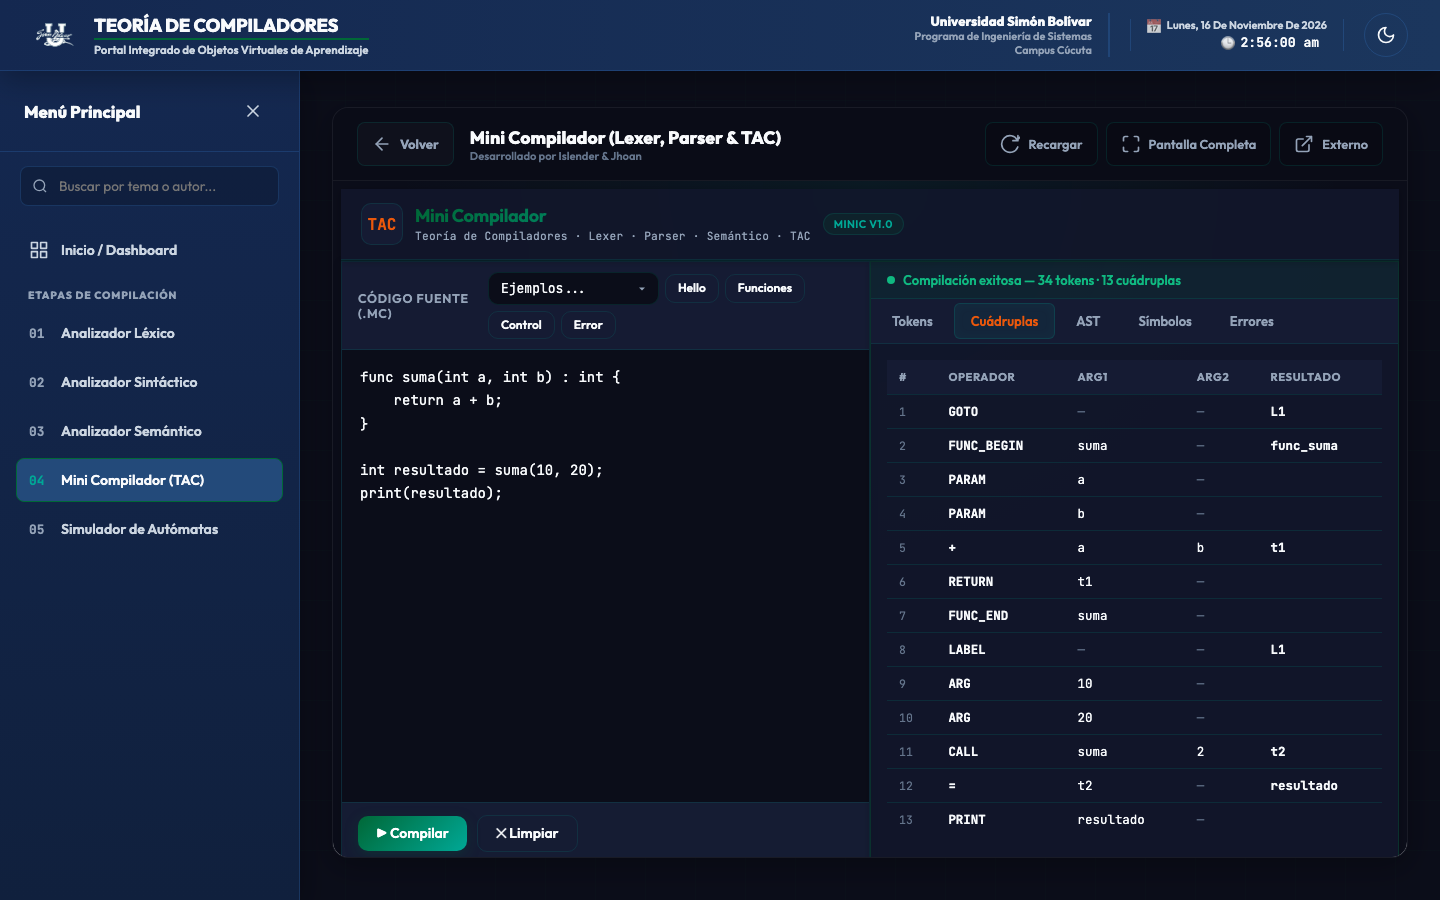 TEORÍA DE COMPILADORES
Portal Integrado de Objetos Virtuales de Aprendizaje
Universidad Simón Bolívar
Programa de Ingeniería de Sistemas
Campus Cúcuta
Lunes, 16 De Noviembre De 2026
2:56:00 am
Menú Principal
Buscar por tema o autor...
Inicio / Dashboard
ETAPAS DE COMPILACIÓN
01 Analizador Léxico
02 Analizador Sintáctico
03 Analizador Semántico
04 Mini Compilador (TAC)
05 Simulador de Autómatas
Volver
Mini Compilador (Lexer, Parser & TAC)
Desarrollado por Islender & Jhoan
Recargar
Pantalla Completa
Externo
TAC
Mini Compilador
Teoría de Compiladores · Lexer · Parser · Semántico · TAC
MINIC V1.0
CÓDIGO FUENTE
(.MC)
Ejemplos...
Hello
Funciones
Control
Error
func suma(int a, int b) : int {
    return a + b;
}
int resultado = suma(10, 20);
print(resultado);
Compilar
Limpiar
Compilación exitosa — 34 tokens · 13 cuádruplas
Tokens
Cuádruplas
AST
Símbolos
Errores
# OPERADOR ARG1 ARG2 RESULTADO
1 GOTO — — L1
2 FUNC_BEGIN suma — func_suma
3 PARAM a —
4 PARAM b —
5 + a b t1
6 RETURN t1 —
7 FUNC_END suma —
8 LABEL — — L1
9 ARG 10 —
10 ARG 20 —
11 CALL suma 2 t2
12 = t2 — resultado
13 PRINT resultado —